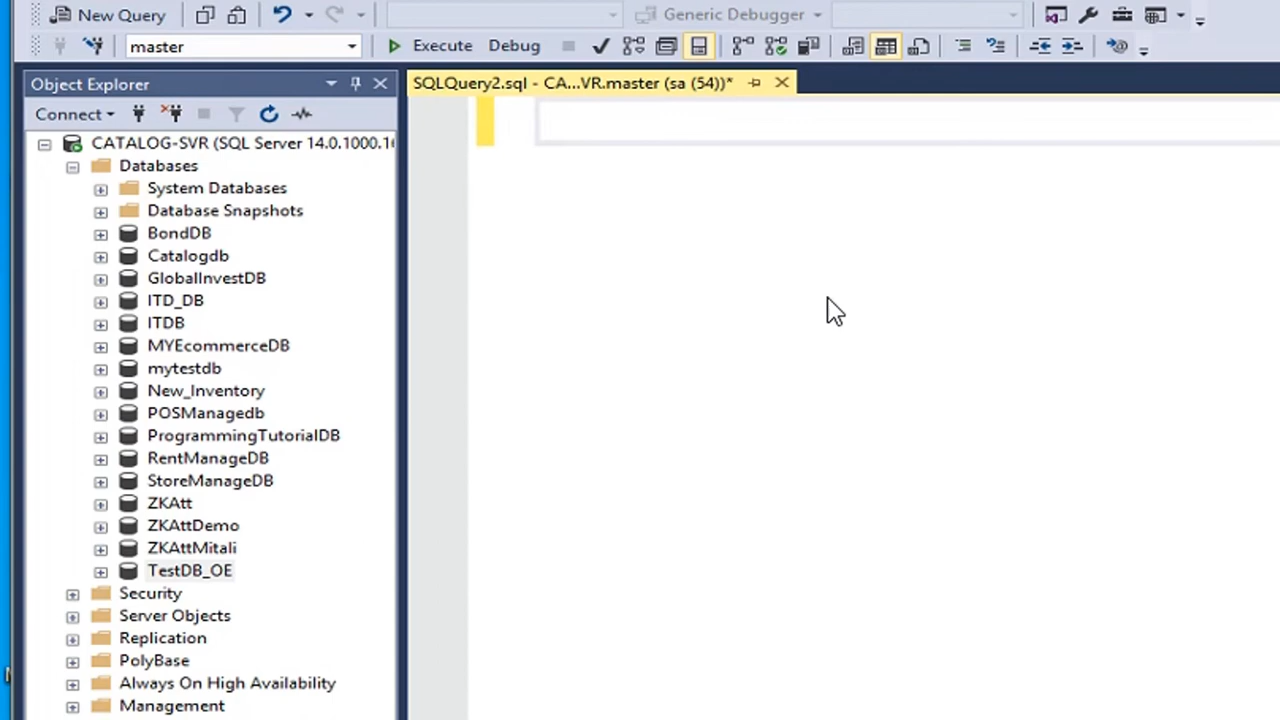 New Query
Generic Debugger
master
Execute
Debug
Object Explorer
SQLQuery2.sql - CA...VR.master (sa (54))*
Connect
CATALOG-SVR (SQL Server 14.0.1000.1
Databases
System Databases
Database Snapshots
BondDB
Catalogdb
GlobalInvestDB
ITD_DB
ITDB
MYEcommerceDB
mytestdb
New_Inventory
POSManagedb
ProgrammingTutorialDB
RentManageDB
StoreManageDB
ZKAtt
ZKAttDemo
ZKAttMitali
TestDB_OE
Security
Server Objects
Replication
PolyBase
Always On High Availability
Management